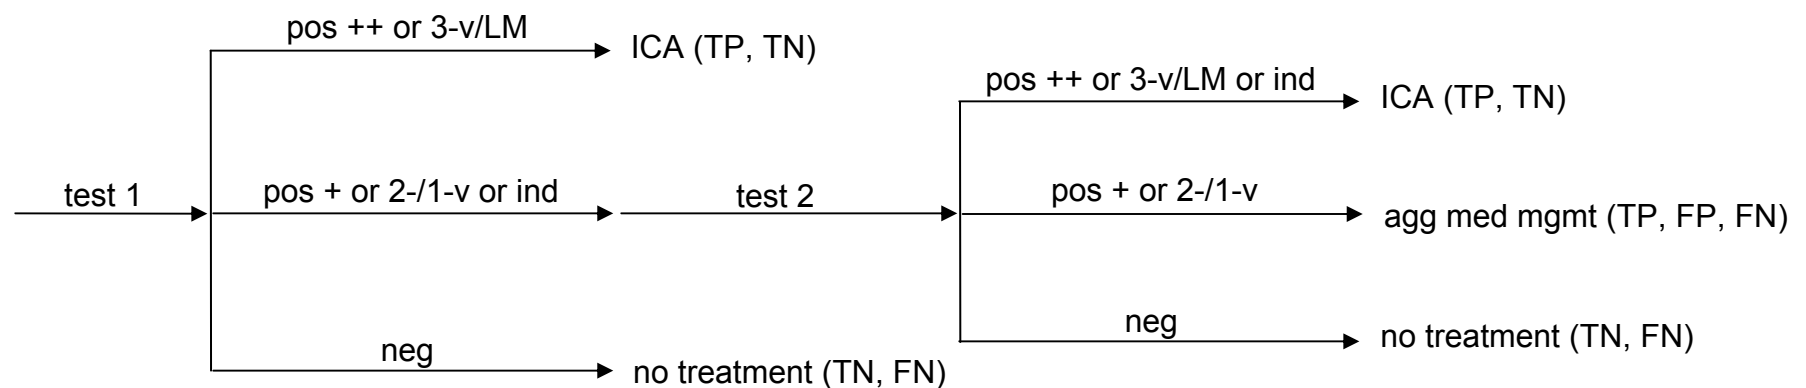 pos ++ or 3-v/LM
ICA (TP, TN)
pos ++ or 3-v/LM or ind
ICA (TP, TN)
test 1
pos + or 2-/1-v or ind
test 2
pos + or 2-/1-v
agg med mgmt (TP, FP, FN)
neg
no treatment (TN, FN)
neg
no treatment (TN, FN)